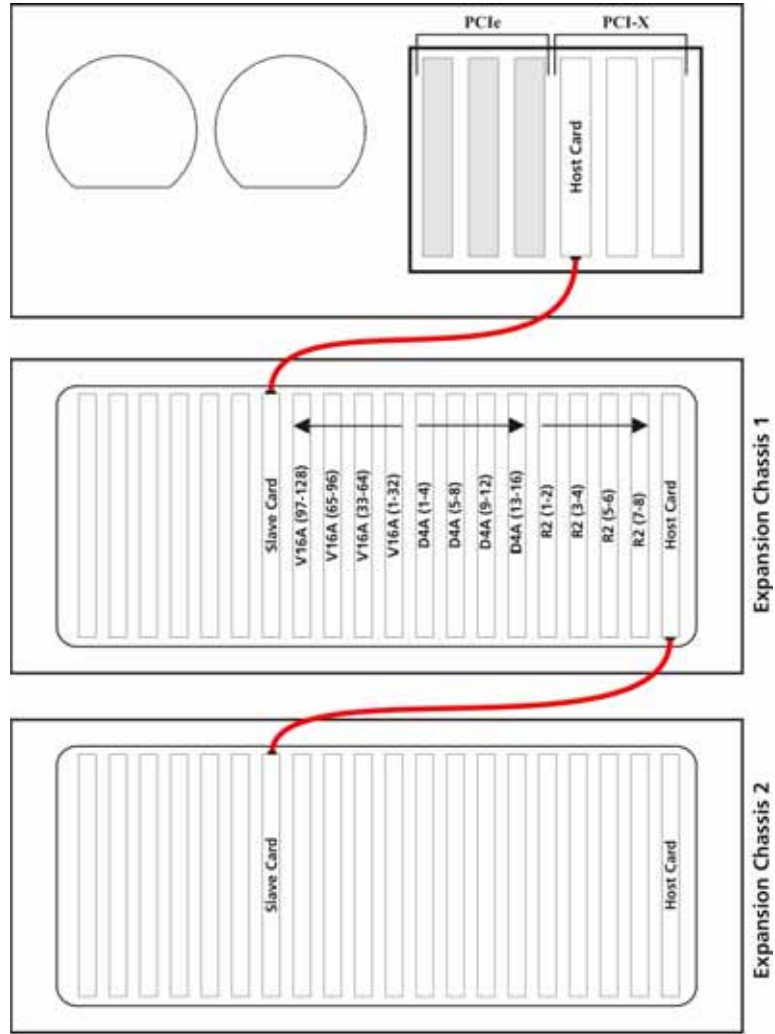 PCIe
PCI-X
Host Card
Slave Card
V16A (97-128)
V16A (65-96)
V16A (33-64)
V16A (1-32)
D4A (1-4)
D4A (5-8)
D4A (9-12)
D4A (13-16)
R2 (1-2)
R2 (3-4)
R2 (5-6)
R2 (7-8)
Host Card
Expansion Chassis 1
Slave Card
Host Card
Expansion Chassis 2